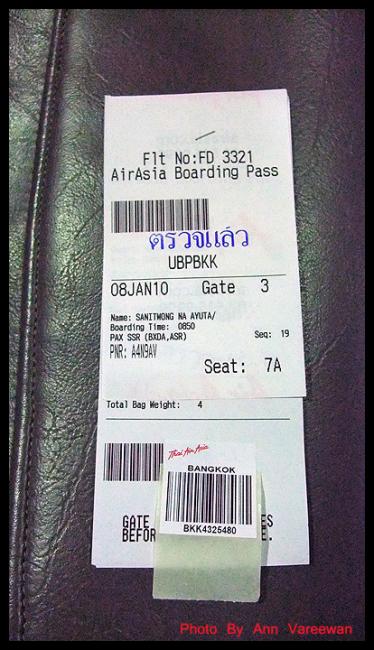 Flt No:FD 3321
AirAsia Boarding Pass
ตรวจแล้ว
UBPBKK
08JAN10 Gate 3
Name: SANITWONG NA AYUTA/
Boarding Time: 0850
PAX SSR (BXDA,ASR) Seq: 19
PNR: A4N9AV
Seat: 7A
Total Bag Weight: 4
Thai AirAsia
BANGKOK
BKK4325480
GATE
BEFOR
Photo By Ann Vareewan